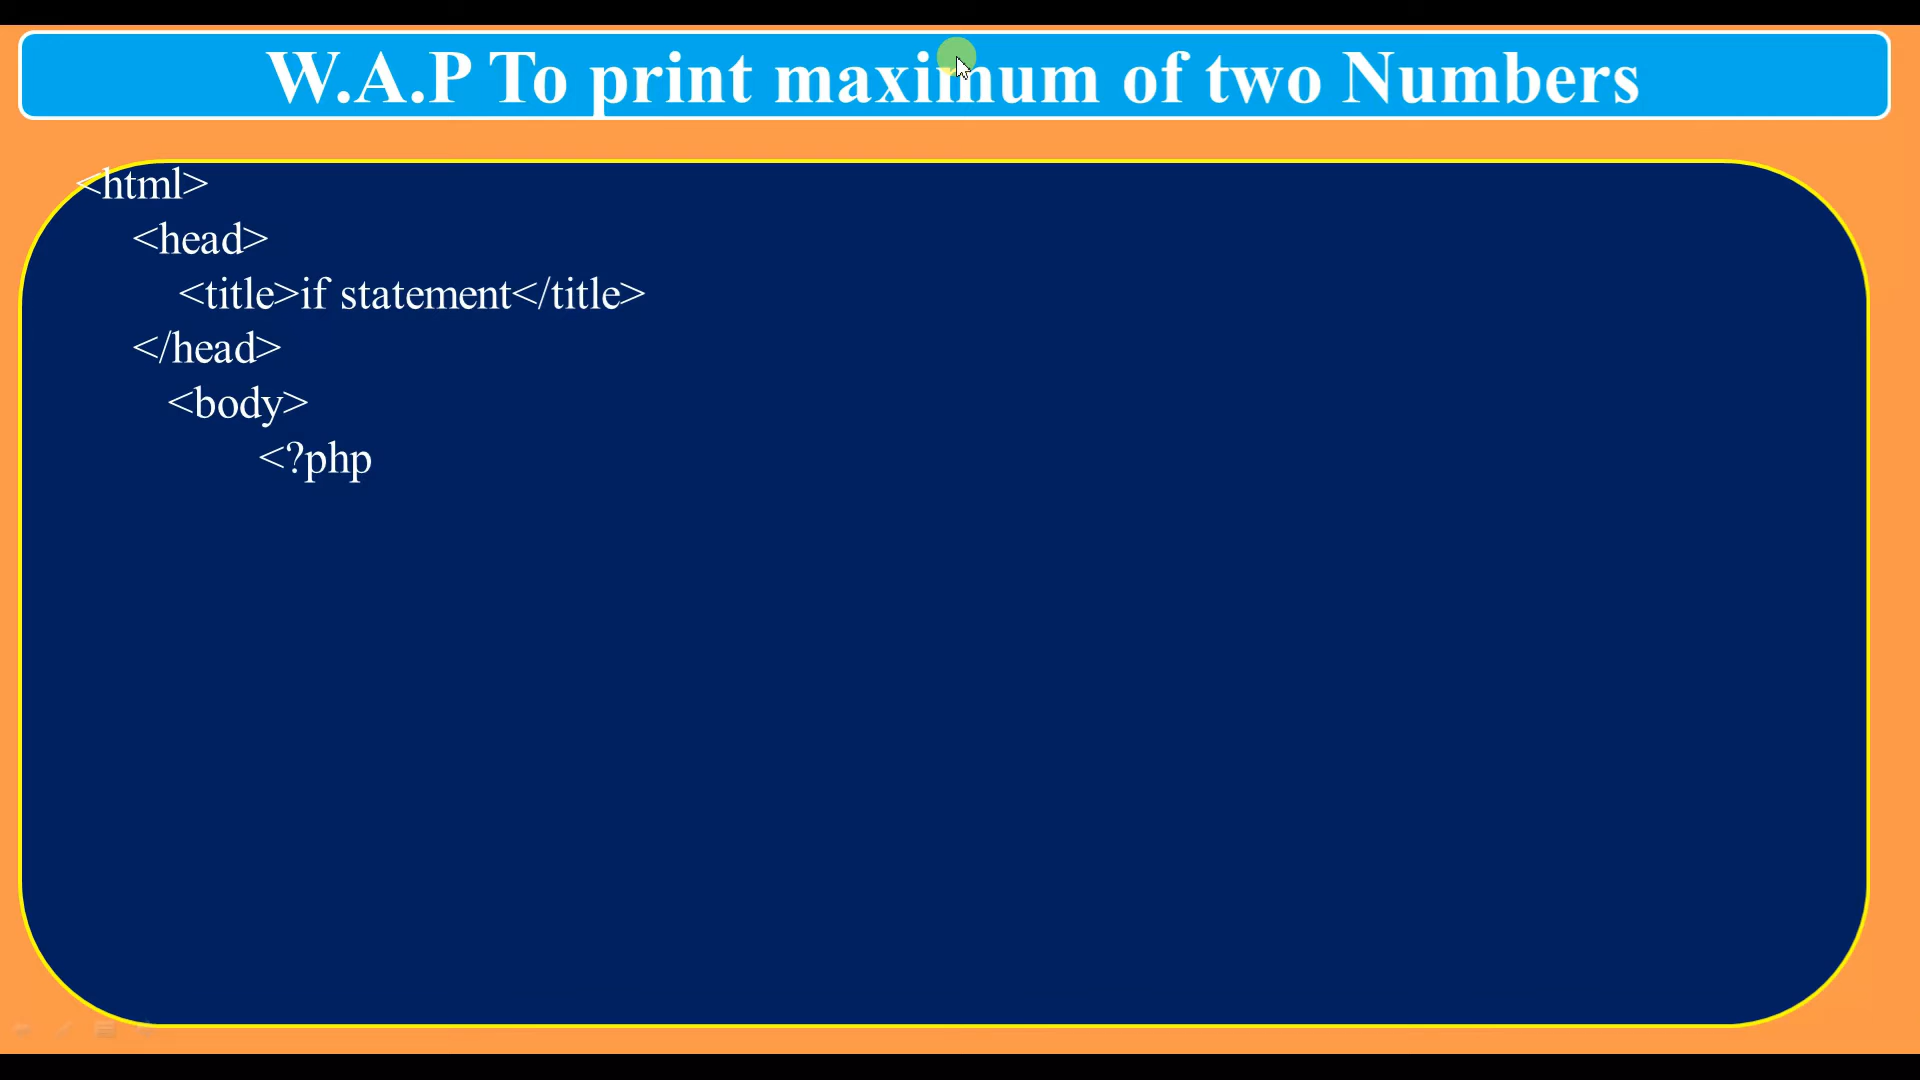 W.A.P To print maximum of two Numbers
<html>
<head>
<title>if statement</title>
</head>
<body>
<?php